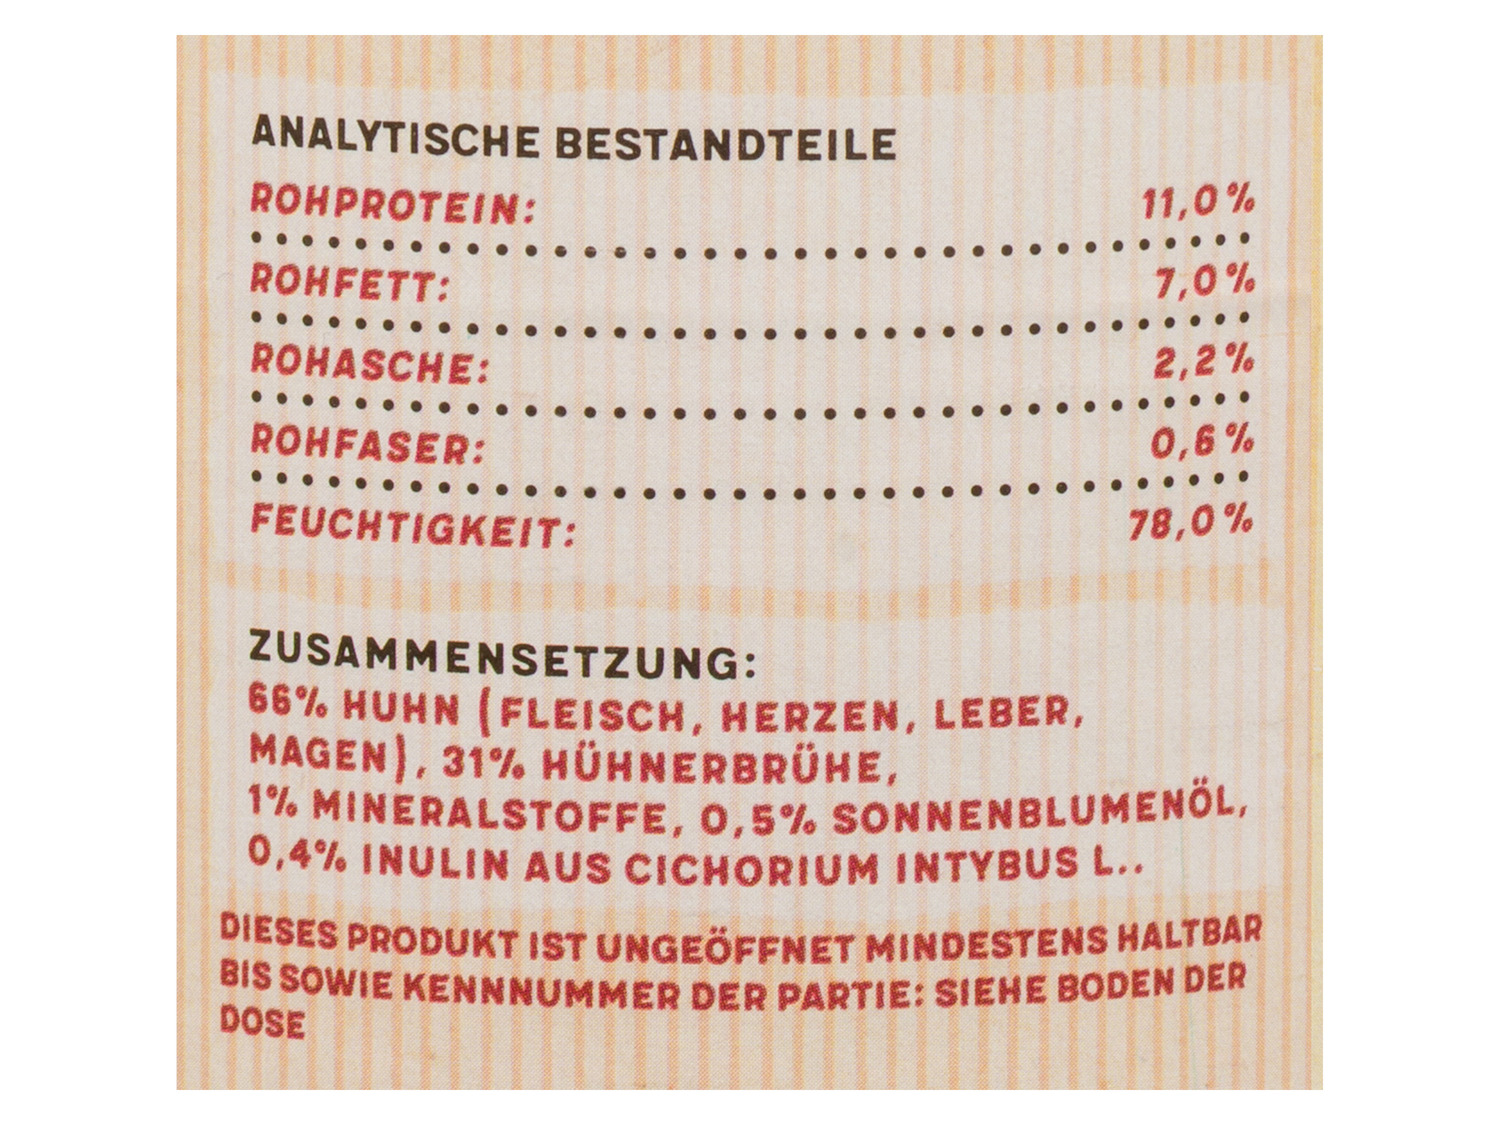 ANALYTISCHE BESTANDTEILE
ROHPROTEIN: 11,0 %
ROHFETT: 7,0 %
ROHASCHE: 2,2 %
ROHFASER: 0,6 %
FEUCHTIGKEIT: 78,0 %
ZUSAMMENSETZUNG:
66% HUHN (FLEISCH, HERZEN, LEBER,
MAGEN), 31% HÜHNERBRÜHE,
1% MINERALSTOFFE, 0,5% SONNENBLUMENÖL,
0,4% INULIN AUS CICHORIUM INTYBUS L..
DIESES PRODUKT IST UNGEÖFFNET MINDESTENS HALTBAR
BIS SOWIE KENNNUMMER DER PARTIE: SIEHE BODEN DER
DOSE